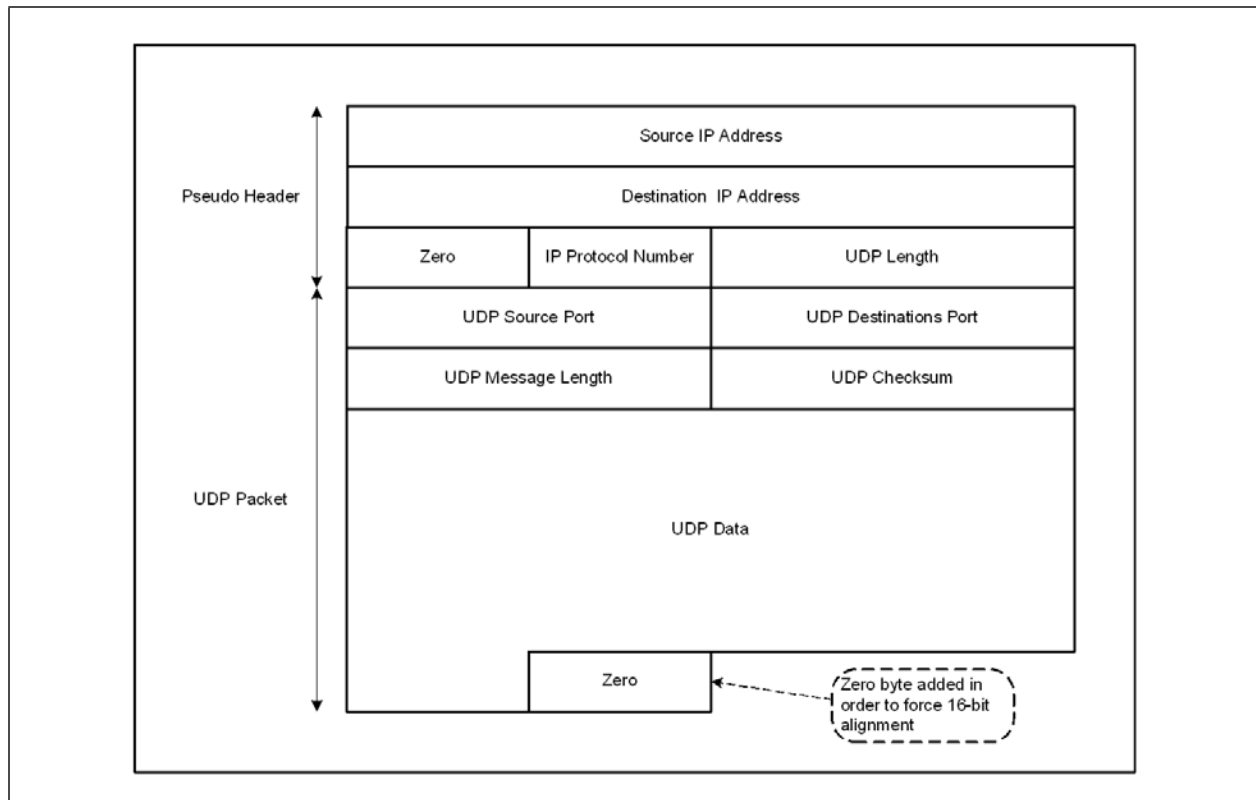 Source IP Address
Pseudo Header
Destination IP Address
Zero
IP Protocol Number
UDP Length
UDP Source Port
UDP Destinations Port
UDP Message Length
UDP Checksum
UDP Packet
UDP Data
Zero
Zero byte added in
order to force 16-bit
alignment